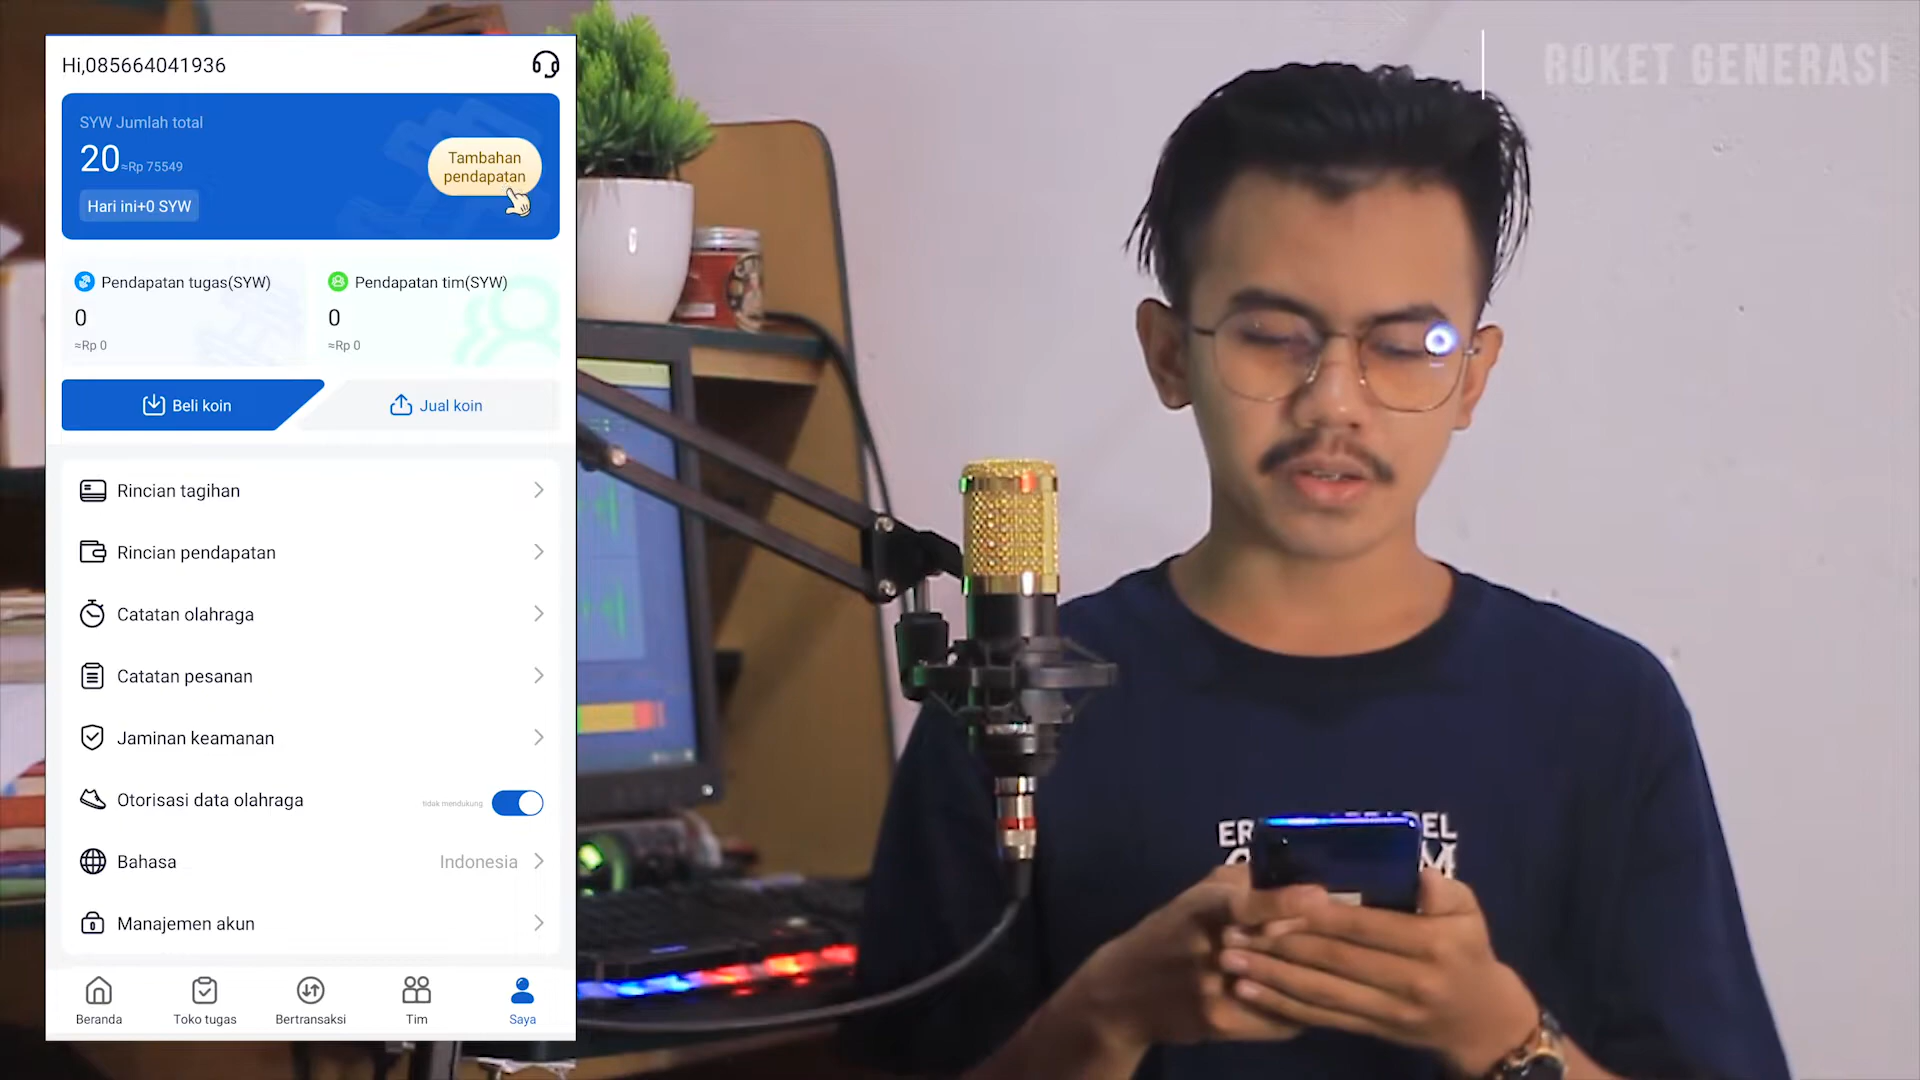 ROKET GENERASI
Hi,085664041936
SYW Jumlah total
20≈Rp 75549
Tambahan
pendapatan
Hari ini+0 SYW
Pendapatan tugas(SYW)
0
≈Rp 0
Pendapatan tim(SYW)
0
≈Rp 0
Beli koin
Jual koin
Rincian tagihan
Rincian pendapatan
Catatan olahraga
Catatan pesanan
Jaminan keamanan
Otorisasi data olahraga
tidak mendukung
Bahasa
Indonesia
Manajemen akun
Beranda
Toko tugas
Bertransaksi
Tim
Saya